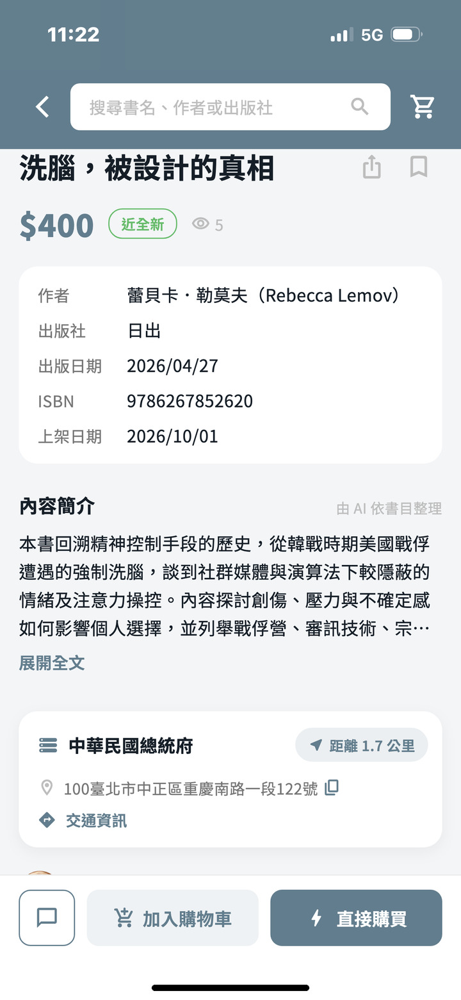 11:22
5G
搜尋書名、作者或出版社
洗腦，被設計的真相
$400 近全新 5
作者 蕾貝卡．勒莫夫（Rebecca Lemov）
出版社 日出
出版日期 2026/04/27
ISBN 9786267852620
上架日期 2026/10/01
內容簡介 由 AI 依書目整理
本書回溯精神控制手段的歷史，從韓戰時期美國戰俘
遭遇的強制洗腦，談到社群媒體與演算法下較隱蔽的
情緒及注意力操控。內容探討創傷、壓力與不確定感
如何影響個人選擇，並列舉戰俘營、審訊技術、宗…
展開全文
中華民國總統府 距離 1.7 公里
100臺北市中正區重慶南路一段122號
交通資訊
加入購物車 直接購買